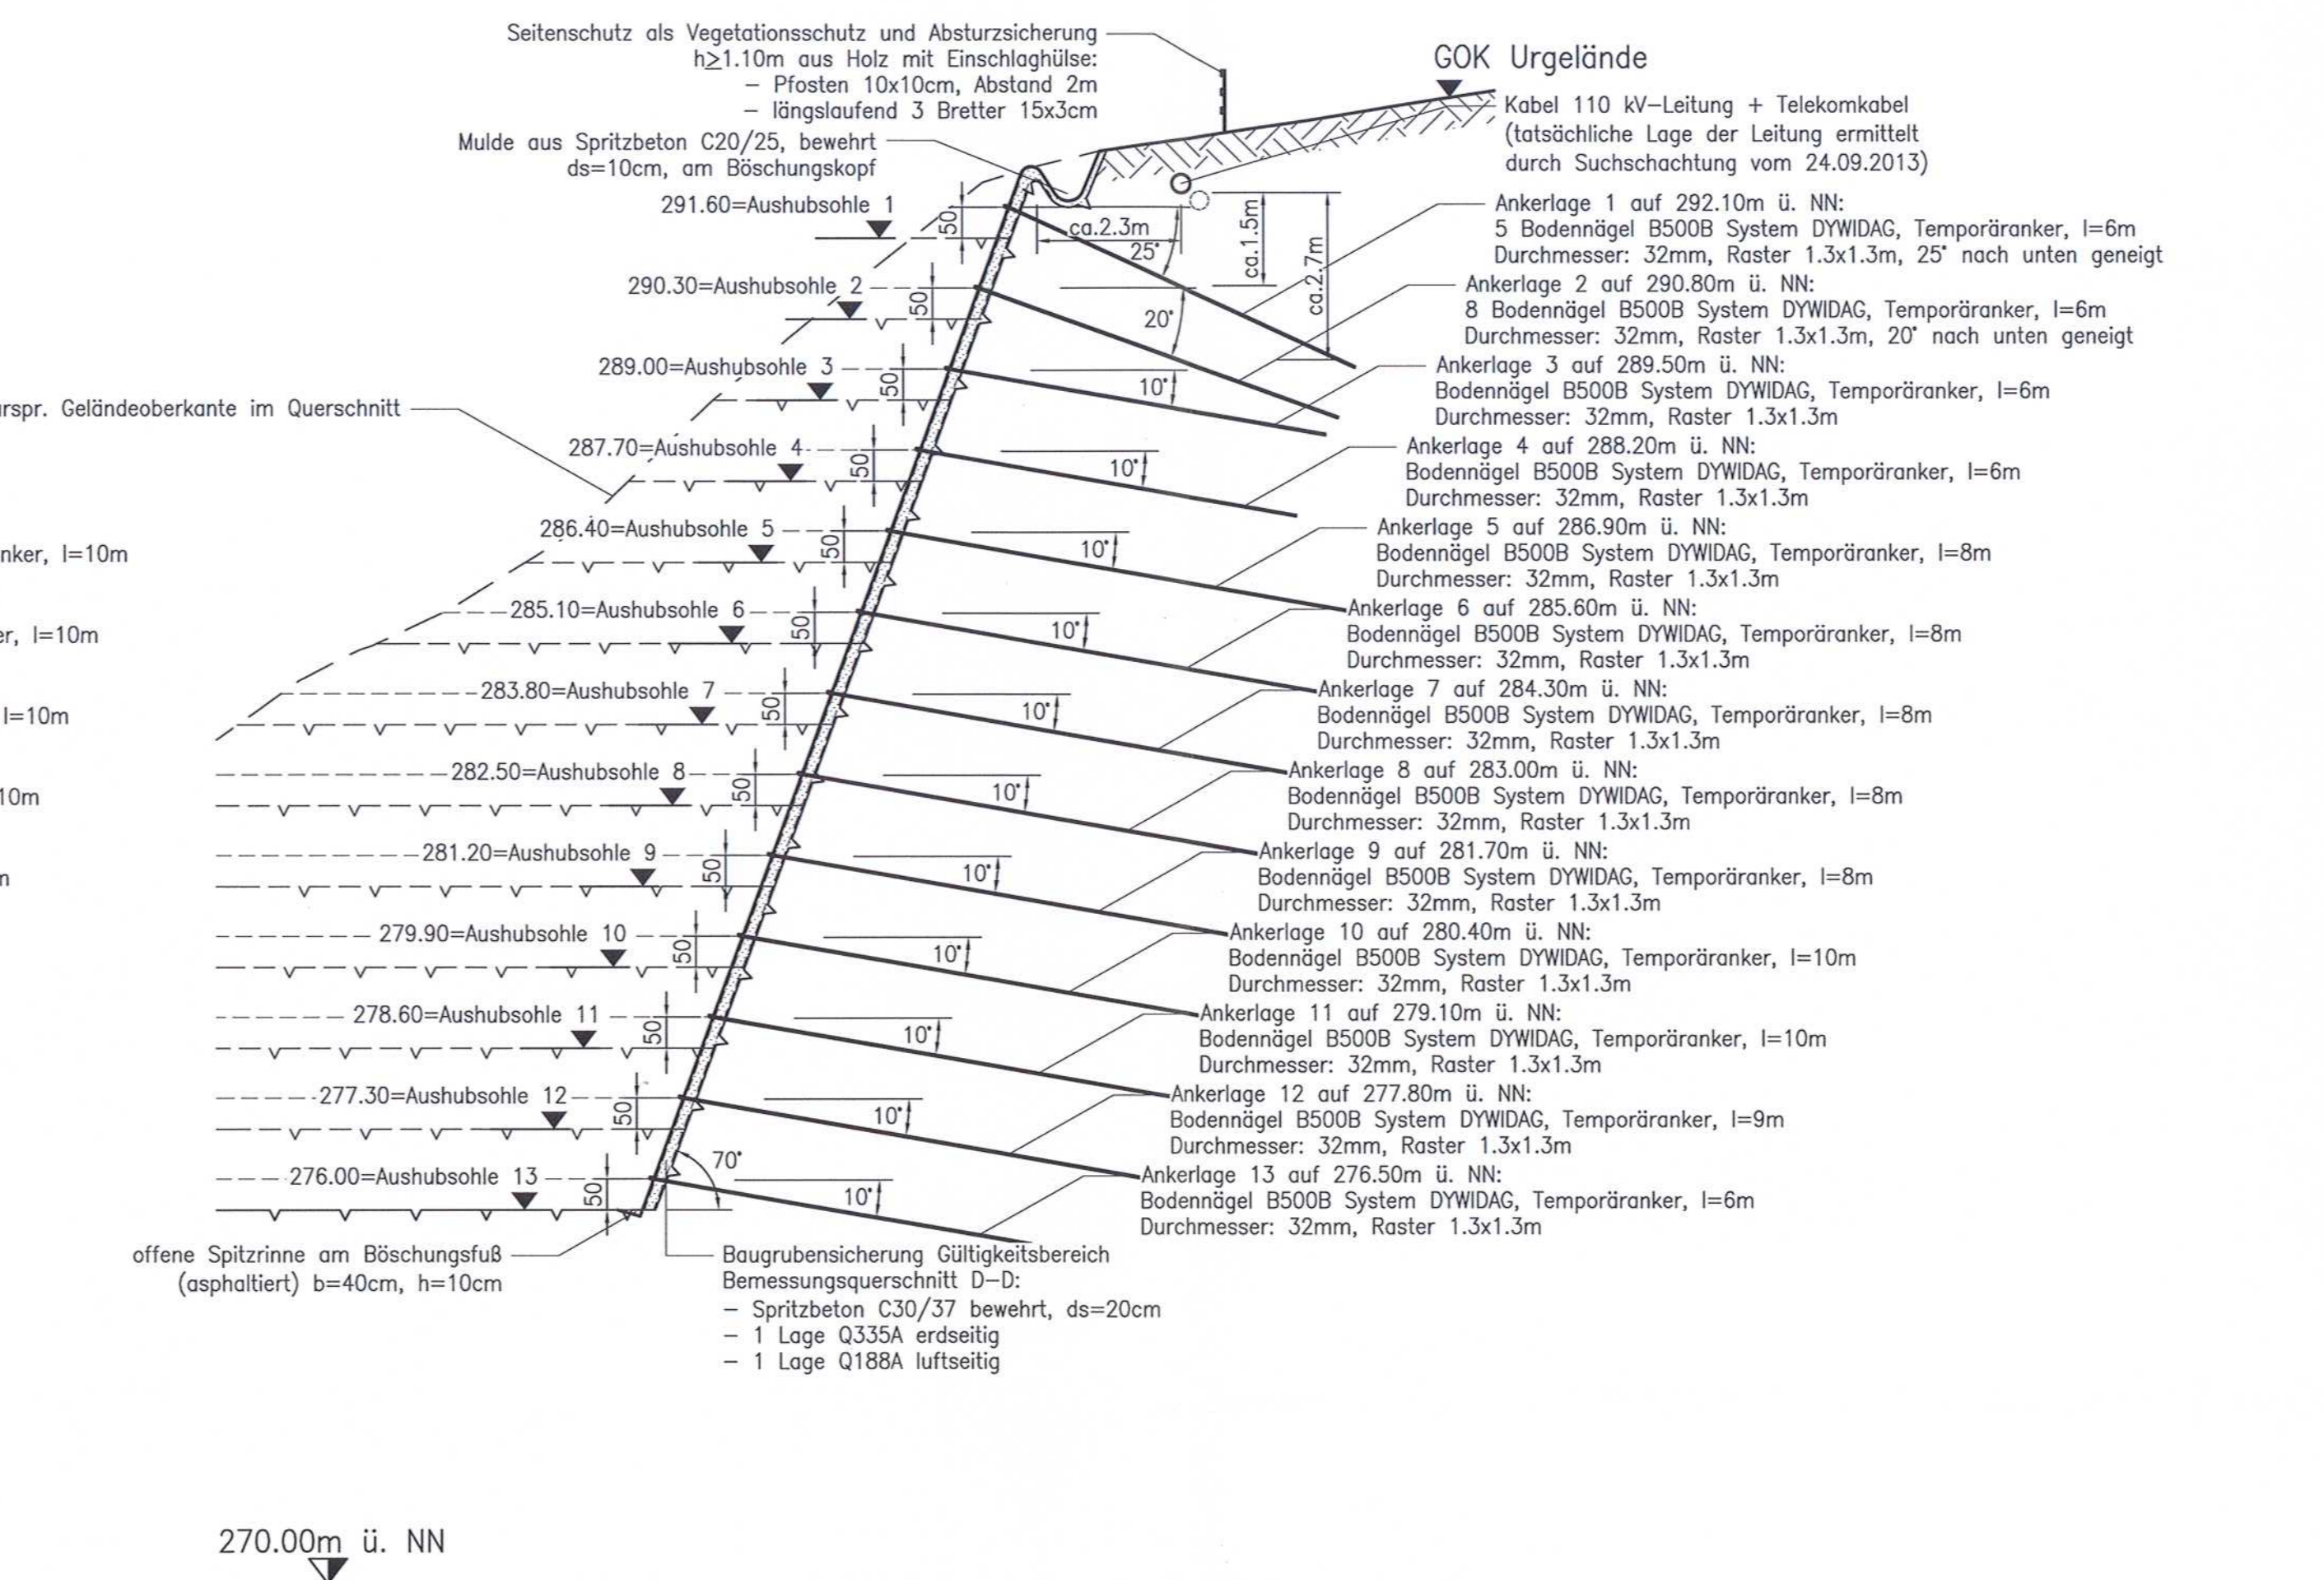 Seitenschutz als Vegetationsschutz und Absturzsicherung
h≥1.10m aus Holz mit Einschlaghülse:
– Pfosten 10x10cm, Abstand 2m
– längslaufend 3 Bretter 15x3cm
Mulde aus Spritzbeton C20/25, bewehrt
ds=10cm, am Böschungskopf
GOK Urgelände
Kabel 110 kV–Leitung + Telekomkabel
(tatsächliche Lage der Leitung ermittelt
durch Suchschachtung vom 24.09.2013)
291.60=Aushubsohle 1
50
ca.2.3m
25°
ca.1.5m
ca.2.7m
Ankerlage 1 auf 292.10m ü. NN:
5 Bodennägel B500B System DYWIDAG, Temporäranker, l=6m
Durchmesser: 32mm, Raster 1.3x1.3m, 25° nach unten geneigt
290.30=Aushubsohle 2
50
20°
Ankerlage 2 auf 290.80m ü. NN:
8 Bodennägel B500B System DYWIDAG, Temporäranker, l=6m
Durchmesser: 32mm, Raster 1.3x1.3m, 20° nach unten geneigt
289.00=Aushubsohle 3
50
10°
Ankerlage 3 auf 289.50m ü. NN:
Bodennägel B500B System DYWIDAG, Temporäranker, l=6m
Durchmesser: 32mm, Raster 1.3x1.3m
rspr. Geländeoberkante im Querschnitt
287.70=Aushubsohle 4
50
10°
Ankerlage 4 auf 288.20m ü. NN:
Bodennägel B500B System DYWIDAG, Temporäranker, l=6m
Durchmesser: 32mm, Raster 1.3x1.3m
286.40=Aushubsohle 5
50
10°
Ankerlage 5 auf 286.90m ü. NN:
Bodennägel B500B System DYWIDAG, Temporäranker, l=8m
Durchmesser: 32mm, Raster 1.3x1.3m
nker, l=10m
285.10=Aushubsohle 6
50
10°
Ankerlage 6 auf 285.60m ü. NN:
Bodennägel B500B System DYWIDAG, Temporäranker, l=8m
Durchmesser: 32mm, Raster 1.3x1.3m
er, l=10m
283.80=Aushubsohle 7
50
10°
Ankerlage 7 auf 284.30m ü. NN:
Bodennägel B500B System DYWIDAG, Temporäranker, l=8m
Durchmesser: 32mm, Raster 1.3x1.3m
l=10m
282.50=Aushubsohle 8
50
10°
Ankerlage 8 auf 283.00m ü. NN:
Bodennägel B500B System DYWIDAG, Temporäranker, l=8m
Durchmesser: 32mm, Raster 1.3x1.3m
10m
281.20=Aushubsohle 9
50
10°
Ankerlage 9 auf 281.70m ü. NN:
Bodennägel B500B System DYWIDAG, Temporäranker, l=8m
Durchmesser: 32mm, Raster 1.3x1.3m
m
279.90=Aushubsohle 10
50
10°
Ankerlage 10 auf 280.40m ü. NN:
Bodennägel B500B System DYWIDAG, Temporäranker, l=10m
Durchmesser: 32mm, Raster 1.3x1.3m
278.60=Aushubsohle 11
50
10°
Ankerlage 11 auf 279.10m ü. NN:
Bodennägel B500B System DYWIDAG, Temporäranker, l=10m
Durchmesser: 32mm, Raster 1.3x1.3m
277.30=Aushubsohle 12
50
10°
Ankerlage 12 auf 277.80m ü. NN:
Bodennägel B500B System DYWIDAG, Temporäranker, l=9m
Durchmesser: 32mm, Raster 1.3x1.3m
276.00=Aushubsohle 13
50
70°
10°
Ankerlage 13 auf 276.50m ü. NN:
Bodennägel B500B System DYWIDAG, Temporäranker, l=6m
Durchmesser: 32mm, Raster 1.3x1.3m
offene Spitzrinne am Böschungsfuß
(asphaltiert) b=40cm, h=10cm
Baugrubensicherung Gültigkeitsbereich
Bemessungsquerschnitt D–D:
– Spritzbeton C30/37 bewehrt, ds=20cm
– 1 Lage Q335A erdseitig
– 1 Lage Q188A luftseitig
270.00m ü. NN